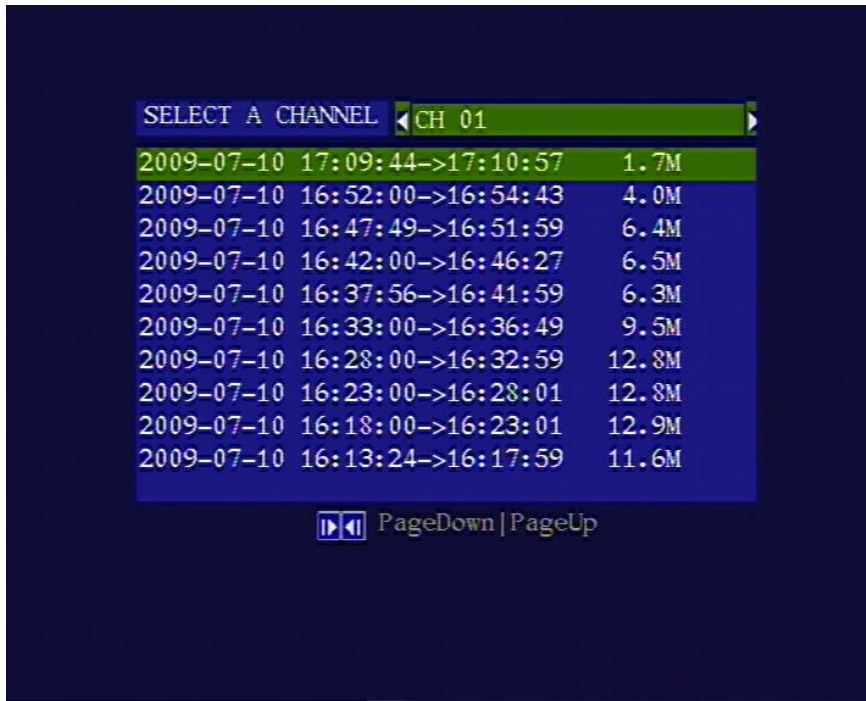 SELECT A CHANNEL CH 01
2009-07-10 17:09:44->17:10:57 1.7M
2009-07-10 16:52:00->16:54:43 4.0M
2009-07-10 16:47:49->16:51:59 6.4M
2009-07-10 16:42:00->16:46:27 6.5M
2009-07-10 16:37:56->16:41:59 6.3M
2009-07-10 16:33:00->16:36:49 9.5M
2009-07-10 16:28:00->16:32:59 12.8M
2009-07-10 16:23:00->16:28:01 12.8M
2009-07-10 16:18:00->16:23:01 12.9M
2009-07-10 16:13:24->16:17:59 11.6M
PageDown|PageUp